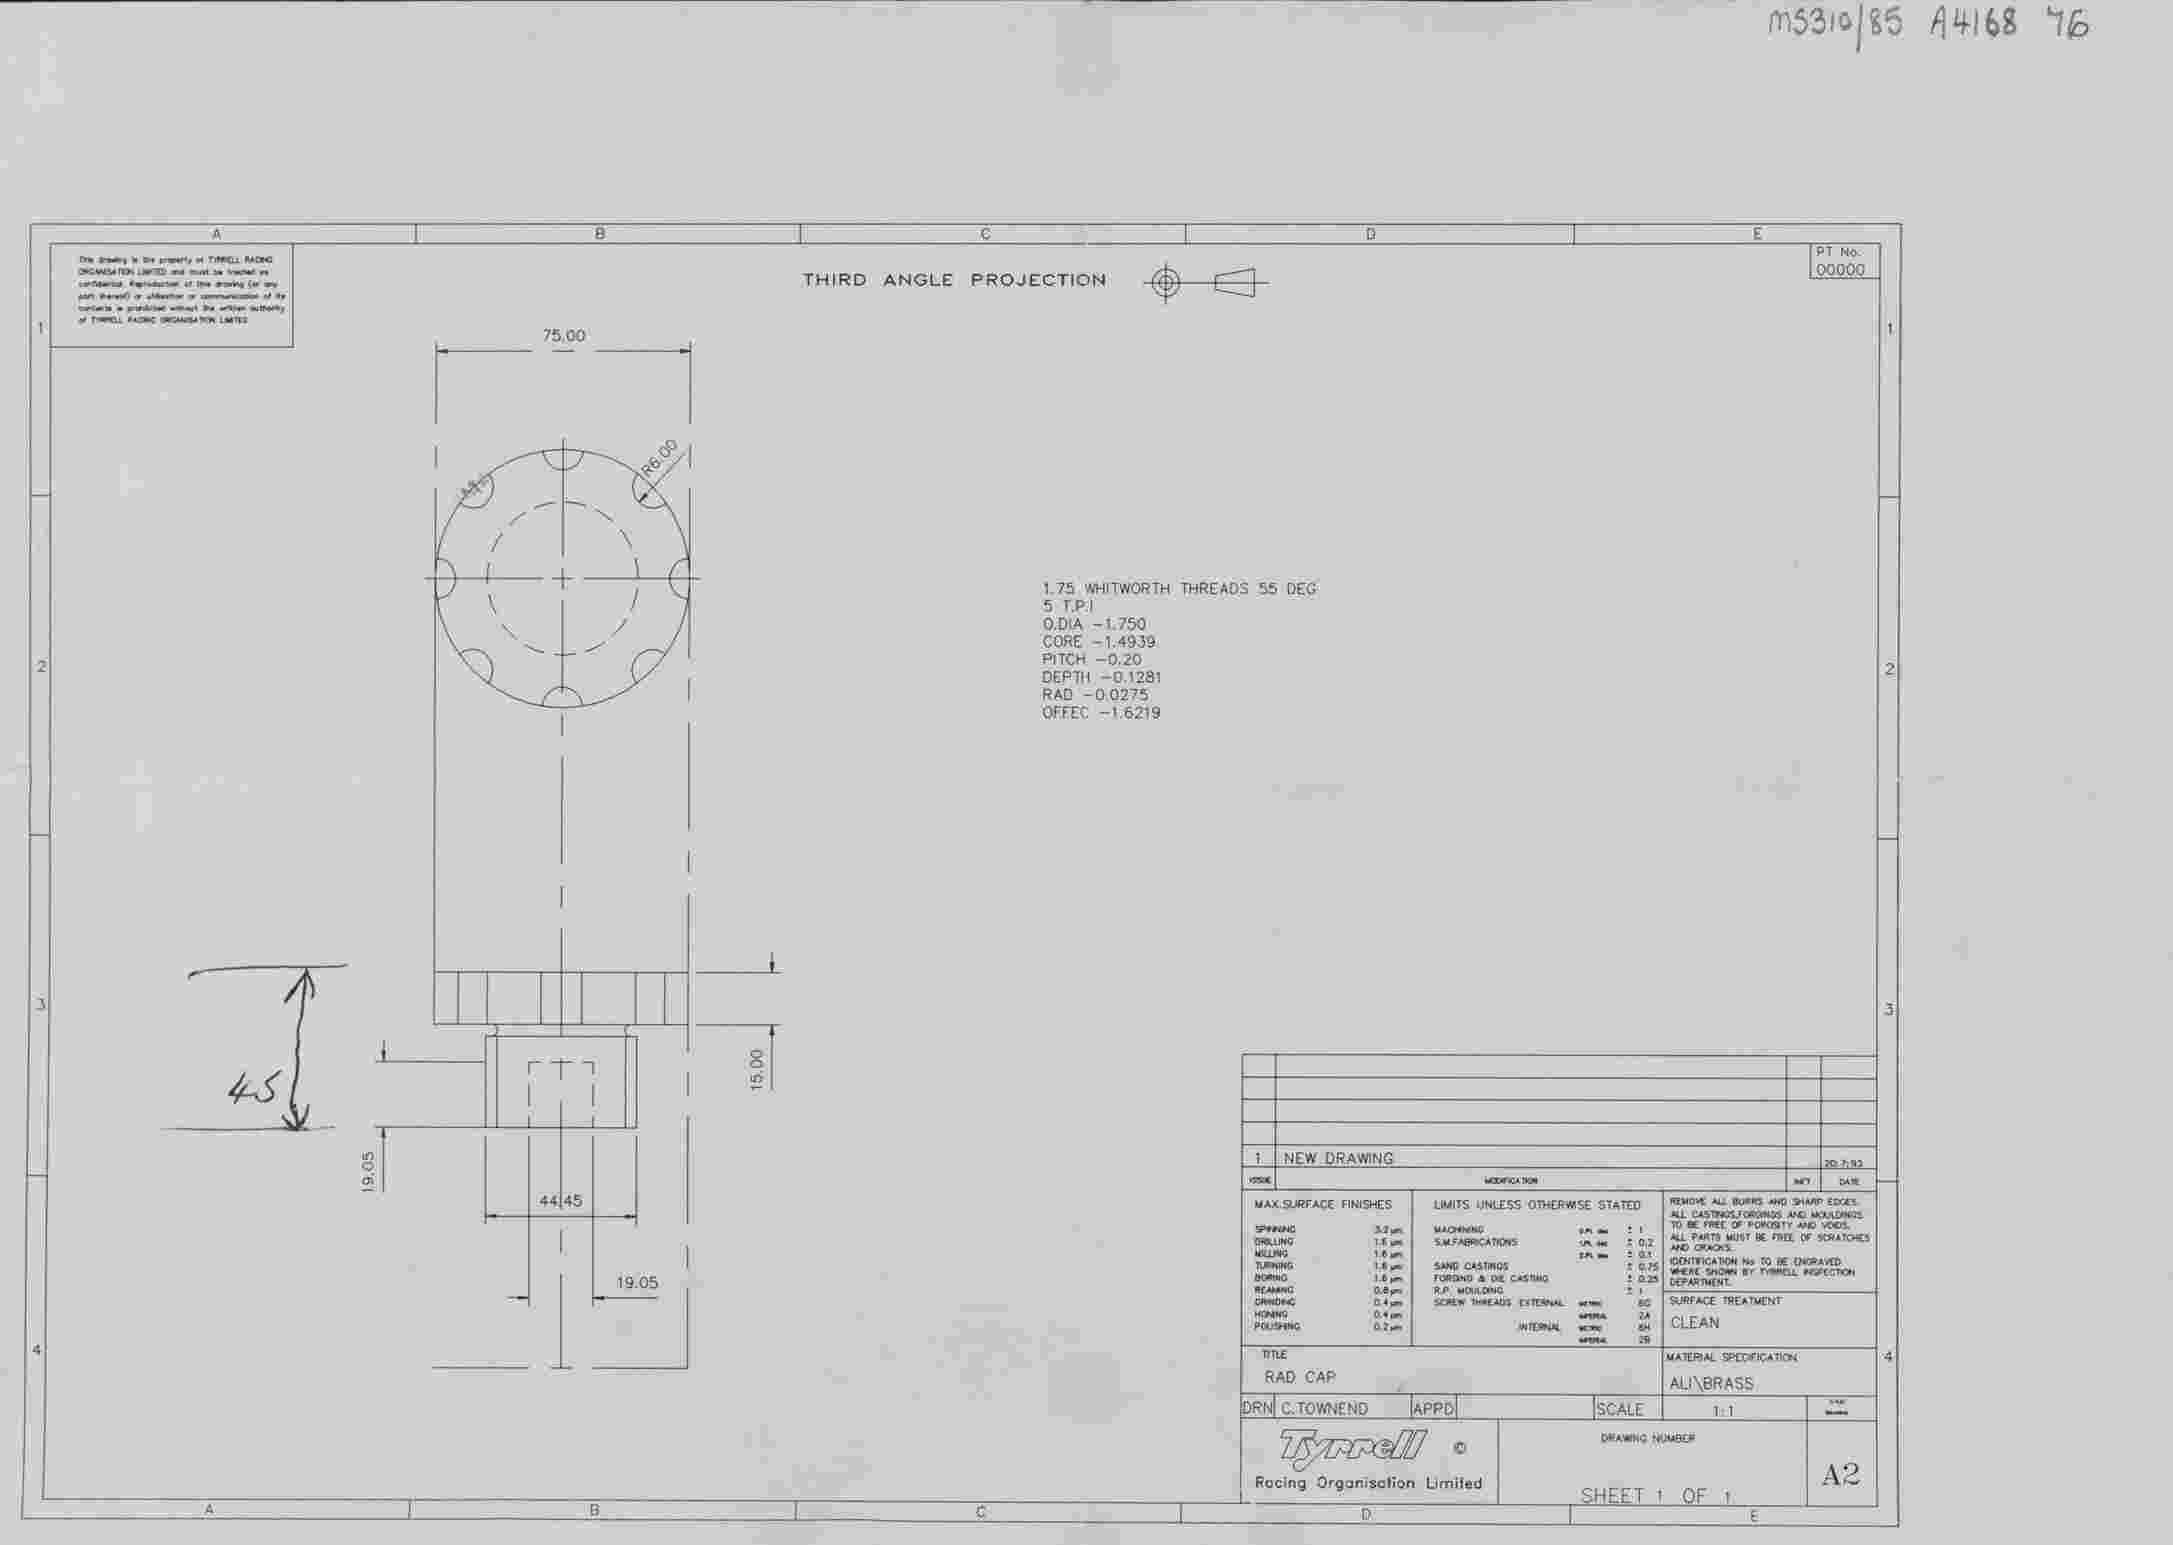 MS310/85 A4168 76
A
B
C
D
E
This drawing is the property of TYRRELL RACING
ORGANISATION LIMITED and must be treated as
confidential. Reproduction of this drawing (or any
part thereof) or utilisation or communication of its
contents is prohibited without the written authority
of TYRRELL RACING ORGANISATION LIMITED
THIRD ANGLE PROJECTION
PT No.
00000
1
1
75.00
R6.00
1.75 WHITWORTH THREADS 55 DEG
5 T.P.I
O.DIA -1.750
CORE -1.4939
PITCH -0.20
DEPTH -0.1281
RAD -0.0275
OFFEC -1.6219
2
2
3
3
45
15.00
19.05
44.45
19.05
1 NEW DRAWING 20:7:93
ISSUE MODIFICATION INIT DATE
MAX.SURFACE FINISHES
SPINNING 3.2 µm
DRILLING 1.6 µm
MILLING 1.6 µm
TURNING 1.6 µm
BORING 1.6 µm
REAMING 0.8 µm
GRINDING 0.4 µm
HONING 0.4 µm
POLISHING 0.2 µm
LIMITS UNLESS OTHERWISE STATED
MACHINING 0.Pl. dec ± 1
S.M.FABRICATIONS 1.Pl. dec ± 0.2
2.Pl. dec ± 0.1
SAND CASTINGS ± 0.75
FORGING & DIE CASTING ± 0.25
R.P. MOULDING ± 1
SCREW THREADS EXTERNAL METRIC 6G
IMPERIAL 2A
INTERNAL METRIC 6H
IMPERIAL 2B
REMOVE ALL BURRS AND SHARP EDGES.
ALL CASTINGS,FORGINGS AND MOULDINGS
TO BE FREE OF POROSITY AND VOIDS.
ALL PARTS MUST BE FREE OF SCRATCHES
AND CRACKS.
IDENTIFICATION No TO BE ENGRAVED
WHERE SHOWN BY TYRRELL INSPECTION
DEPARTMENT.
SURFACE TREATMENT
CLEAN
TITLE
RAD CAP
MATERIAL SPECIFICATION
ALI\BRASS
4
4
DRN C.TOWNEND APPD SCALE 1:1
Tyrrell ©
Racing Organisation Limited
DRAWING NUMBER
SHEET 1 OF 1
A2
A
B
C
D
E